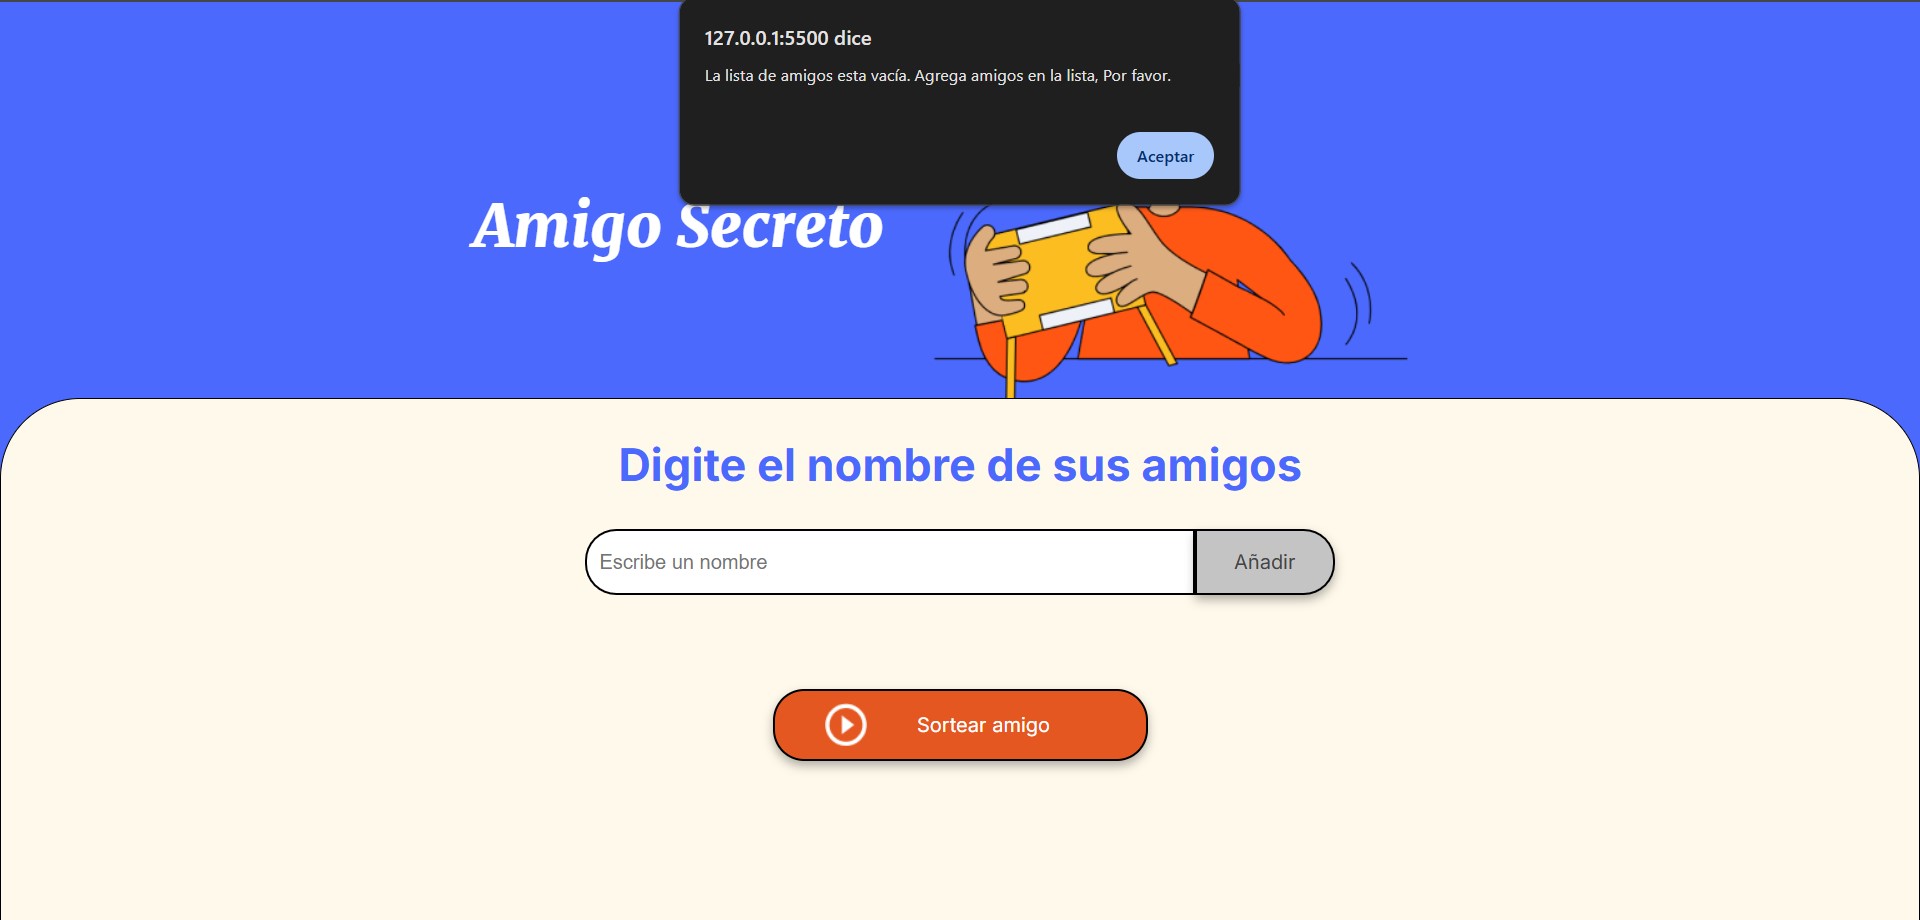 127.0.0.1:5500 dice
La lista de amigos esta vacía. Agrega amigos en la lista, Por favor.
Aceptar
Amigo Secreto
Digite el nombre de sus amigos
Escribe un nombre
Añadir
Sortear amigo